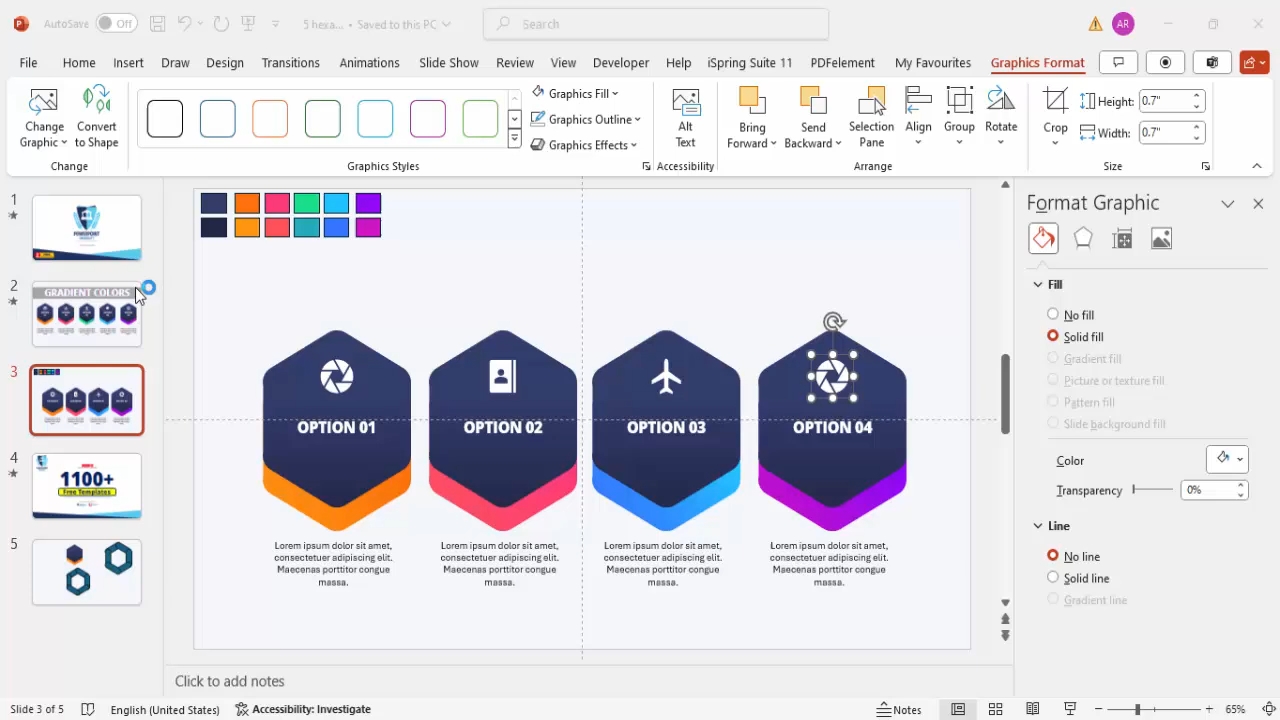 AutoSave Off 5 hexa... • Saved to this PC Search AR
File Home Insert Draw Design Transitions Animations Slide Show Review View Developer Help iSpring Suite 11 PDFelement My Favourites Graphics Format
Change Graphic
Convert to Shape
Graphics Fill
Graphics Outline
Graphics Effects
Alt Text
Bring Forward
Send Backward
Selection Pane
Align
Group
Rotate
Crop
Height: 0.7"
Width: 0.7"
Change Graphics Styles Accessibility Arrange Size
1
2
GRADIENT COLORS
3
4
1100+
Free Templates
5
OPTION 01
OPTION 02
OPTION 03
OPTION 04
Lorem ipsum dolor sit amet,
consectetuer adipiscing elit.
Maecenas porttitor congue
massa.
Lorem ipsum dolor sit amet,
consectetuer adipiscing elit.
Maecenas porttitor congue
massa.
Lorem ipsum dolor sit amet,
consectetuer adipiscing elit.
Maecenas porttitor congue
massa.
Lorem ipsum dolor sit amet,
consectetuer adipiscing elit.
Maecenas porttitor congue
massa.
Format Graphic
Fill
No fill
Solid fill
Gradient fill
Picture or texture fill
Pattern fill
Slide background fill
Color
Transparency 0%
Line
No line
Solid line
Gradient line
Click to add notes
Slide 3 of 5 English (United States) Accessibility: Investigate Notes 65%